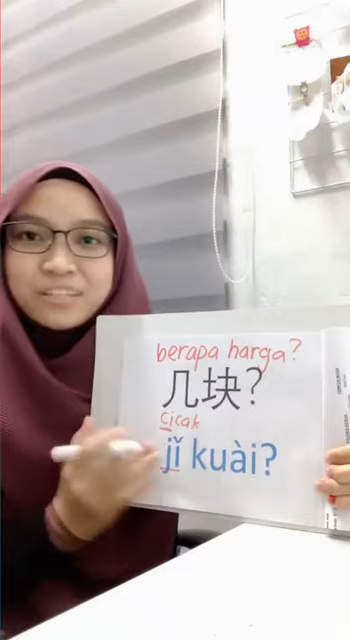 berapa harga?
几块?
cicak
jǐ kuài?